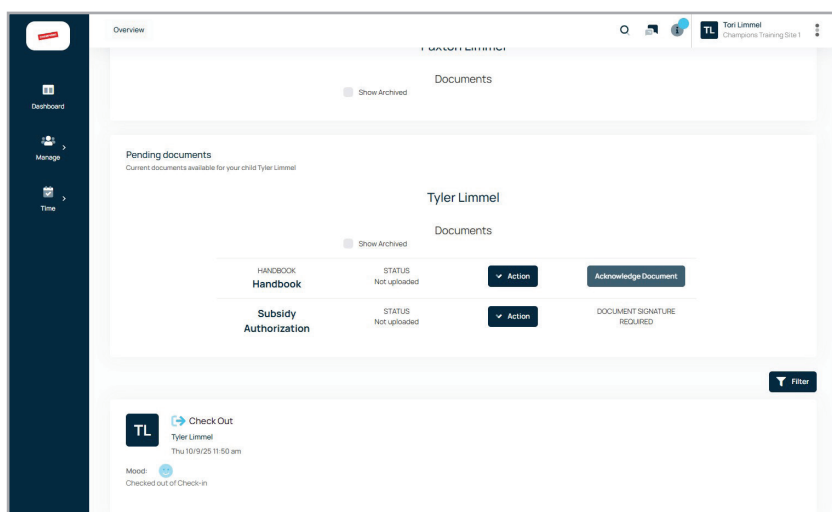 Overview
TL
Tori Limmel
Champions Training Site 1
Dashboard
Manage
Time
Paxton Limmel
Documents
Show Archived
Pending documents
Current documents available for your child Tyler Limmel
Tyler Limmel
Documents
Show Archived
HANDBOOK
Handbook
STATUS
Not uploaded
Action
Acknowledge Document
Subsidy
Authorization
STATUS
Not uploaded
Action
DOCUMENT SIGNATURE
REQUIRED
Filter
TL
Check Out
Tyler Limmel
Thu 10/9/25 11:50 am
Mood:
Checked out of Check-in